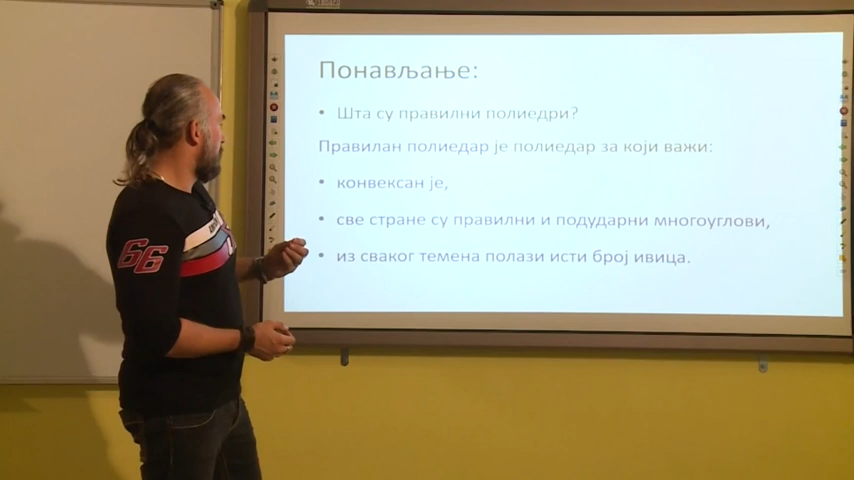 Понављање:
• Шта су правилни полиедри?
Правилан полиедар је полиедар за који важи:
• конвексан је,
• све стране су правилни и подударни многоуглови,
• из сваког темена полази исти број ивица.
66